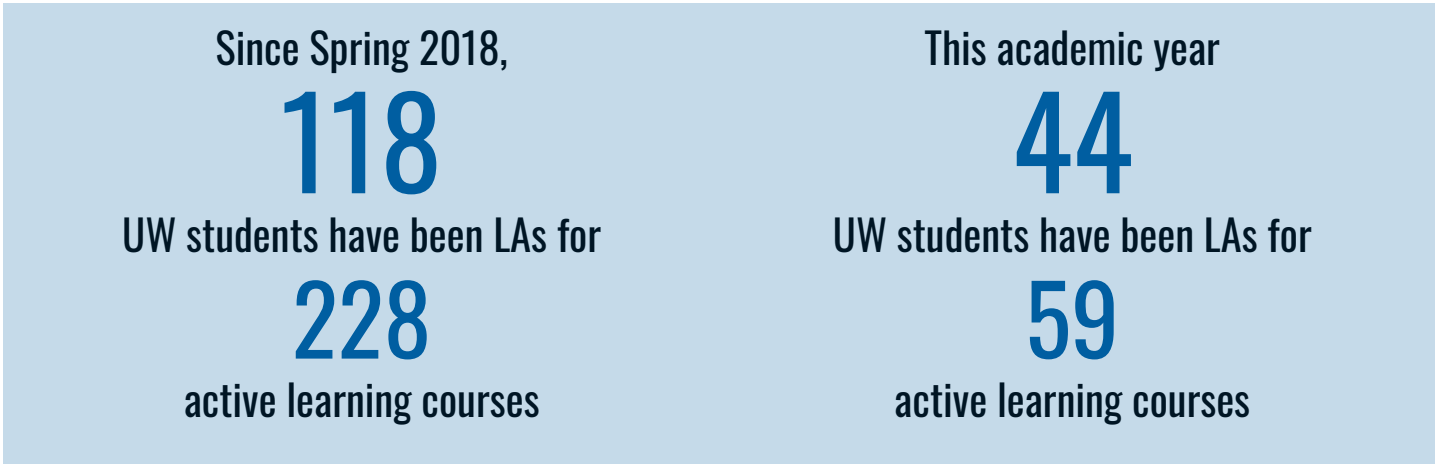 Since Spring 2018,
118
UW students have been LAs for
228
active learning courses
This academic year
44
UW students have been LAs for
59
active learning courses